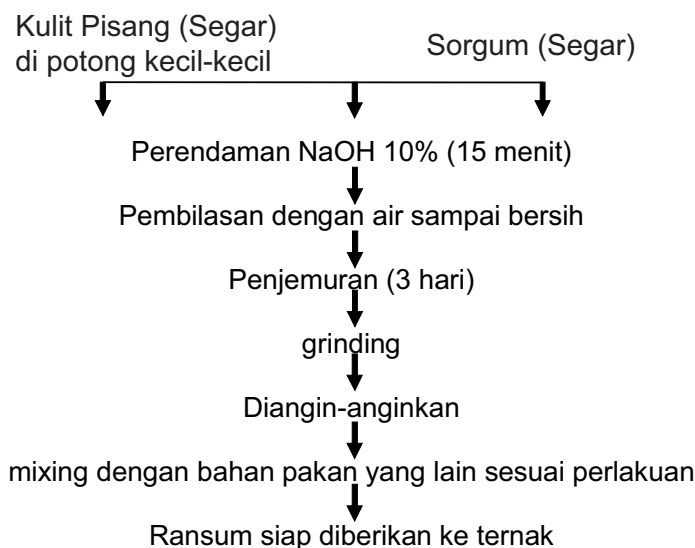 Kulit Pisang (Segar)
di potong kecil-kecil
Sorgum (Segar)
Perendaman NaOH 10% (15 menit)
Pembilasan dengan air sampai bersih
Penjemuran (3 hari)
grinding
Diangin-anginkan
mixing dengan bahan pakan yang lain sesuai perlakuan
Ransum siap diberikan ke ternak